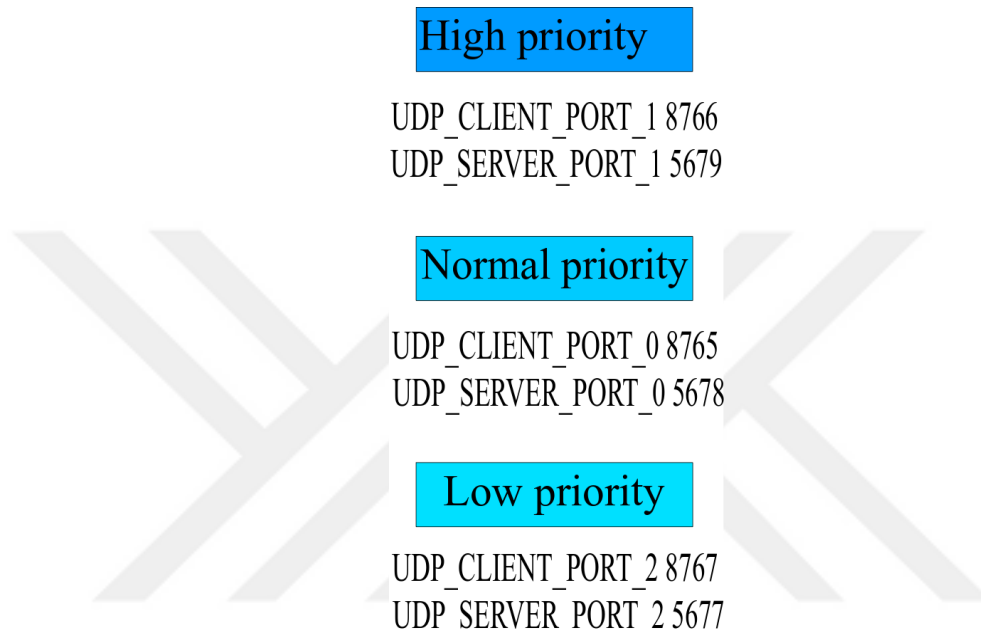 High priority
UDP_CLIENT_PORT_1 8766
UDP_SERVER_PORT_1 5679
Normal priority
UDP_CLIENT_PORT_0 8765
UDP_SERVER_PORT_0 5678
Low priority
UDP_CLIENT_PORT_2 8767
UDP_SERVER_PORT_2 5677